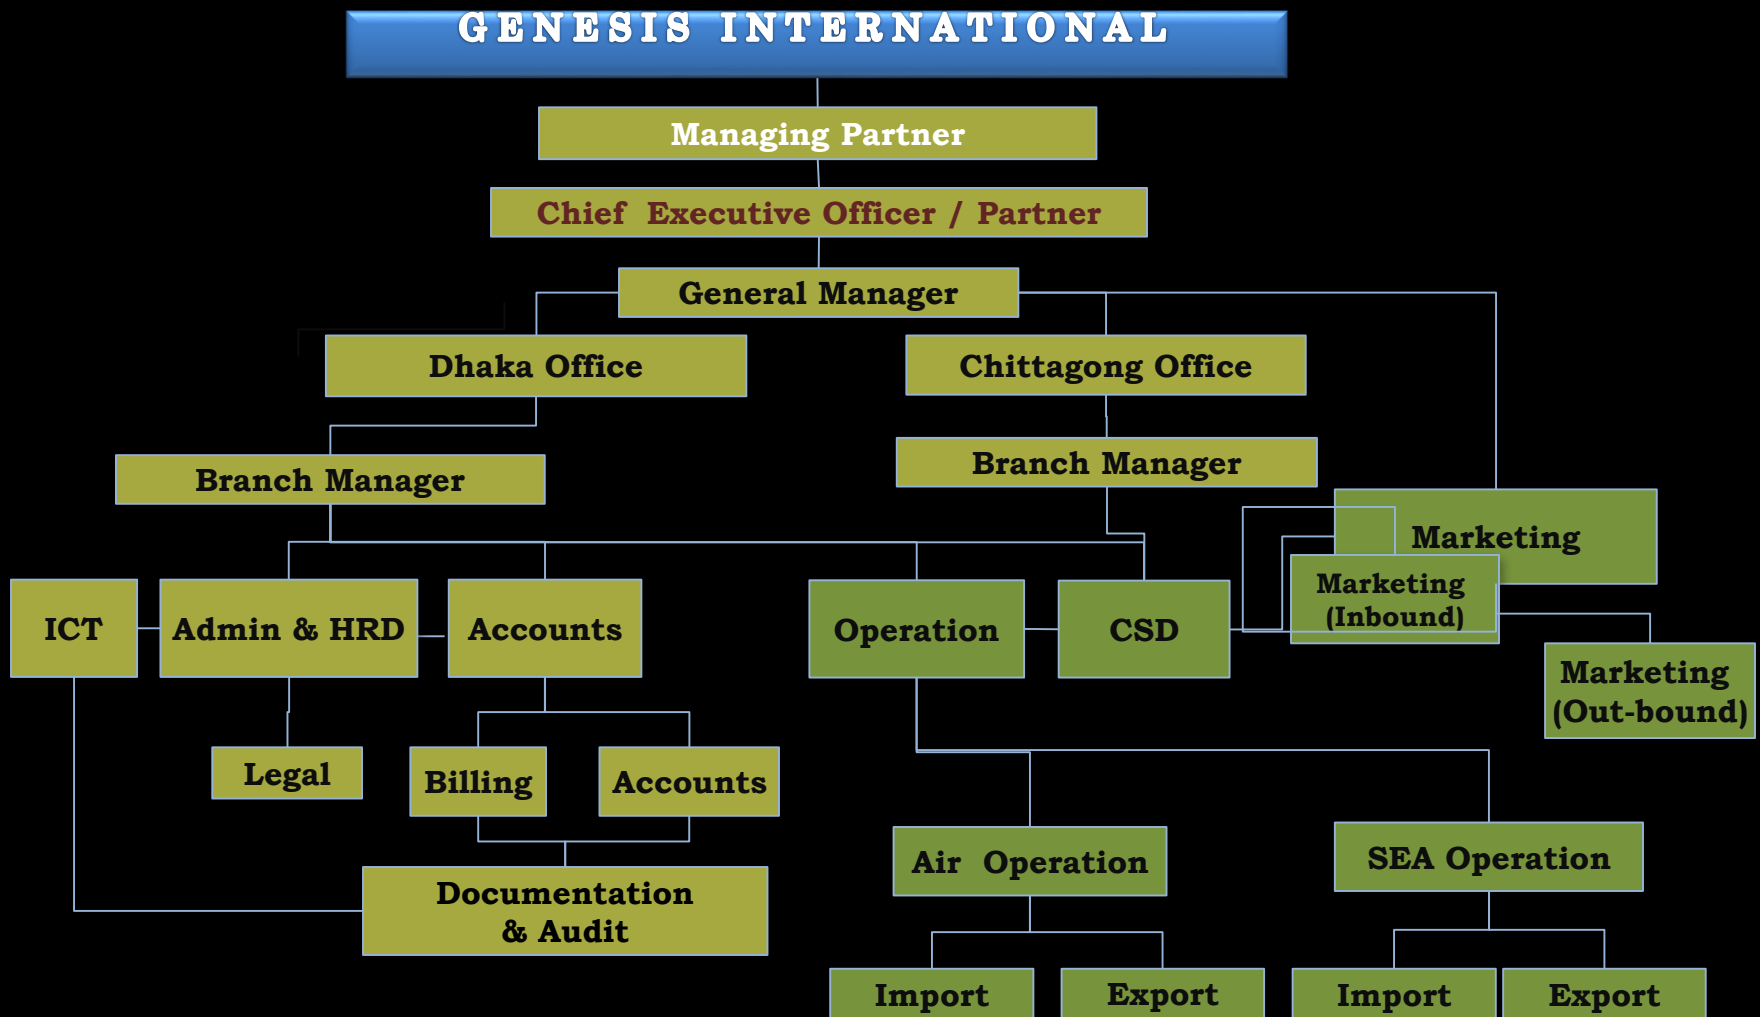 GENESIS INTERNATIONAL
Managing Partner
Chief Executive Officer / Partner
General Manager
Dhaka Office
Chittagong Office
Branch Manager
Branch Manager
Marketing
Marketing
(Inbound)
ICT
Admin & HRD
Accounts
Operation
CSD
Marketing
(Out-bound)
Legal
Billing
Accounts
Air Operation
SEA Operation
Documentation
& Audit
Import
Export
Import
Export